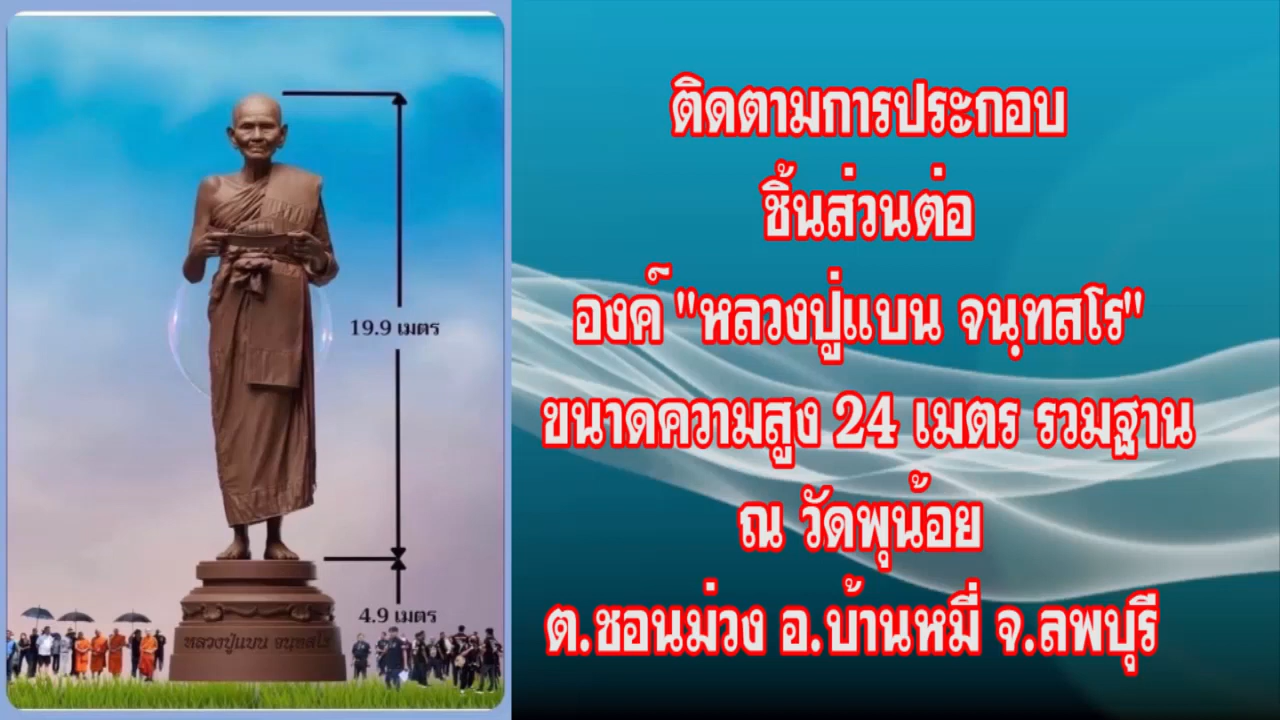 19.9 เมตร
4.9 เมตร
หลวงปู่แบน จนฺทสโร
ติดตามการประกอบ
ชิ้นส่วนต่อ
องค์ "หลวงปู่แบน จนฺทสโร"
ขนาดความสูง 24 เมตร รวมฐาน
ณ วัดพุน้อย
ต.ชอนม่วง อ.บ้านหมี่ จ.ลพบุรี